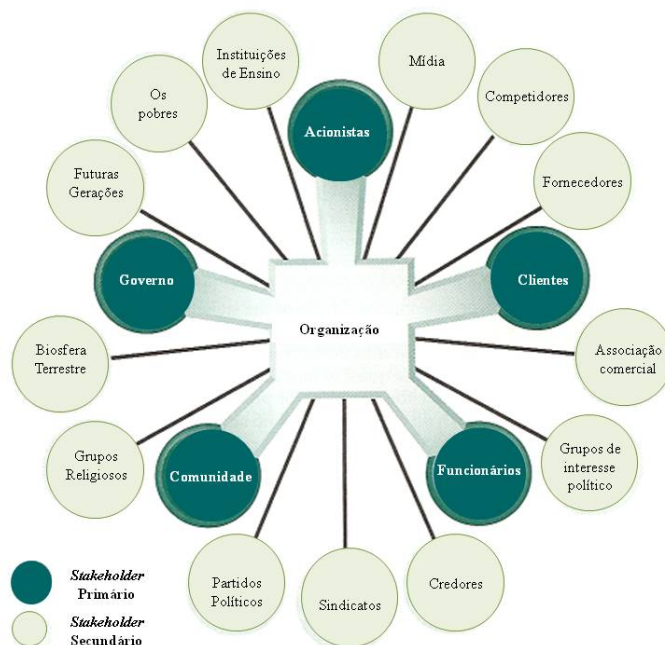 Instituições
de Ensino
Mídia
Os
pobres
Acionistas
Competidores
Futuras
Gerações
Fornecedores
Governo
Clientes
Organização
Biosfera
Terrestre
Associação
comercial
Grupos
Religiosos
Comunidade
Funcionários
Grupos de
interesse
político
Partidos
Políticos
Sindicatos
Credores
Stakeholder
Primário
Stakeholder
Secundário